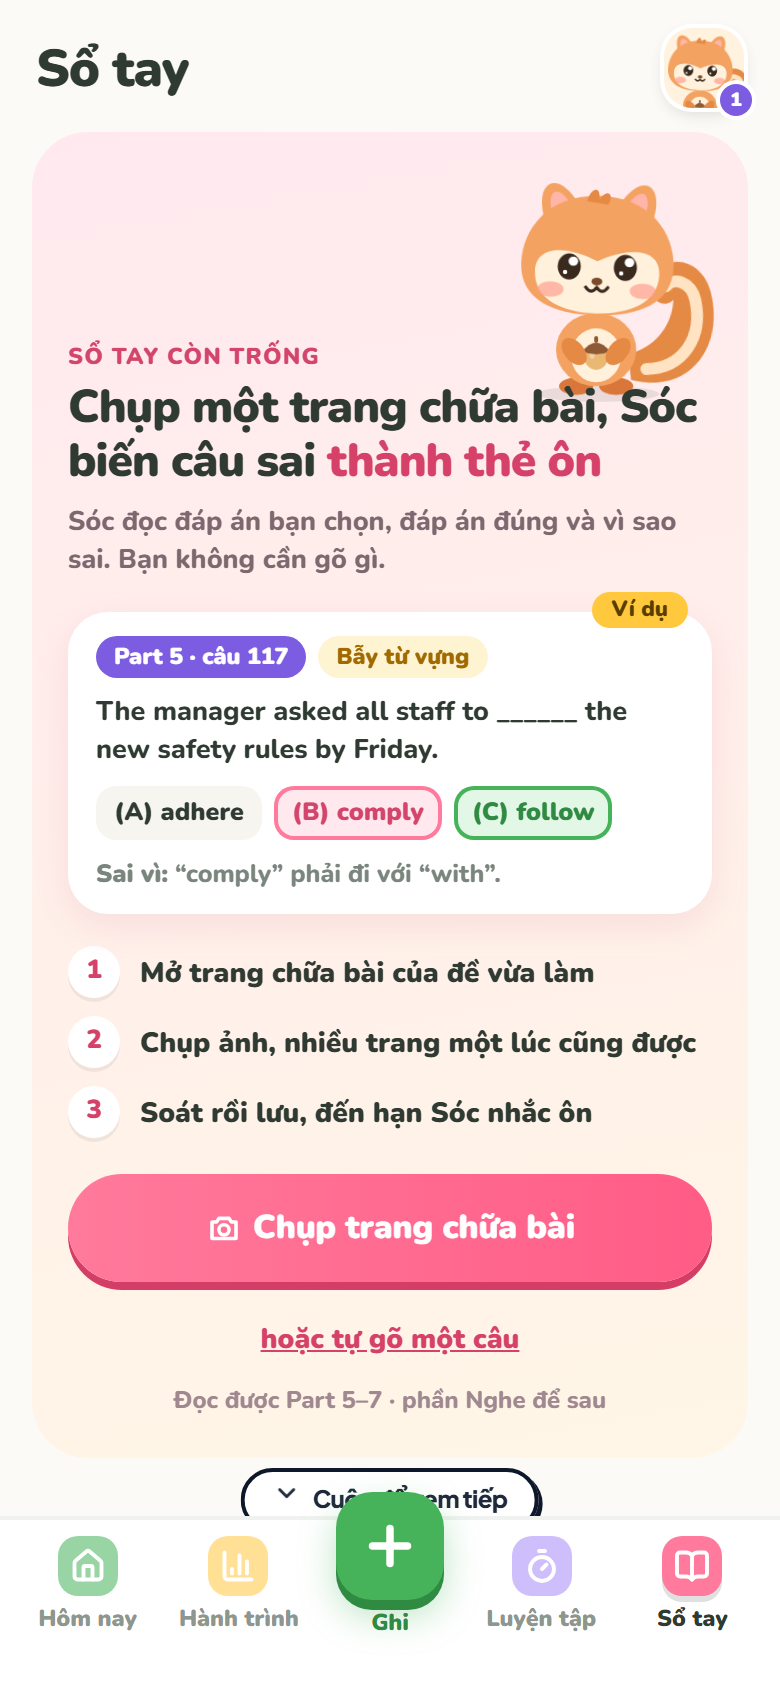 Sổ tay
1
SỔ TAY CÒN TRỐNG
Chụp một trang chữa bài, Sóc
biến câu sai thành thẻ ôn
Sóc đọc đáp án bạn chọn, đáp án đúng và vì sao
sai. Bạn không cần gõ gì.
Ví dụ
Part 5 · câu 117 Bẫy từ vựng
The manager asked all staff to ______ the
new safety rules by Friday.
(A) adhere (B) comply (C) follow
Sai vì: “comply” phải đi với “with”.
1 Mở trang chữa bài của đề vừa làm
2 Chụp ảnh, nhiều trang một lúc cũng được
3 Soát rồi lưu, đến hạn Sóc nhắc ôn
Chụp trang chữa bài
hoặc tự gõ một câu
Đọc được Part 5–7 · phần Nghe để sau
tiếp
Hôm nay Hành trình Ghi Luyện tập Sổ tay